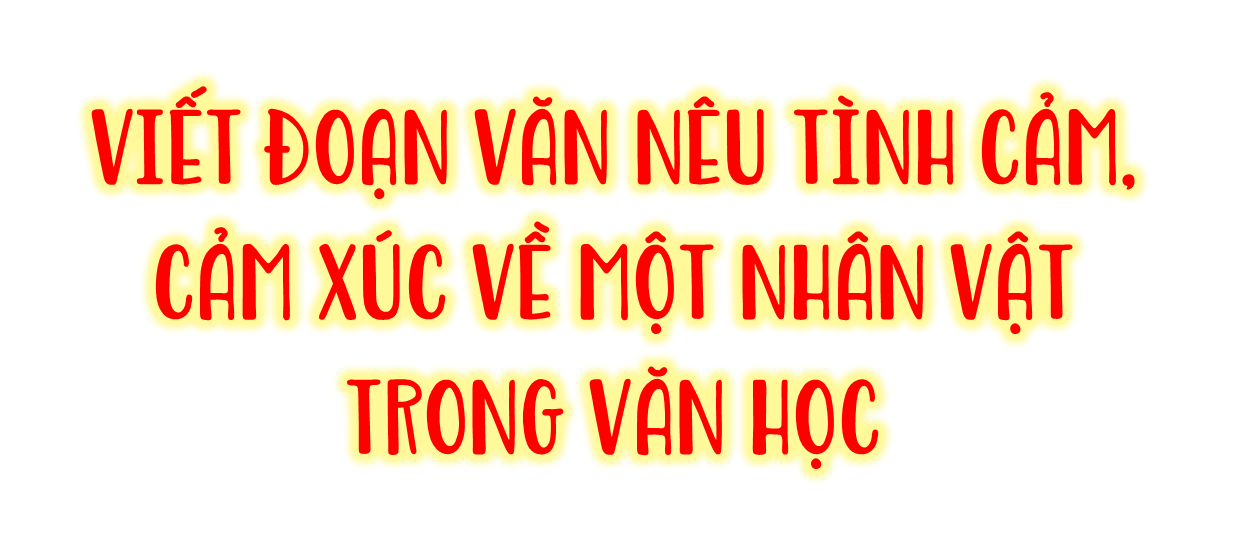 VIẾT ĐOẠN VĂN NÊU TÌNH CẢM,
CẢM XÚC VỀ MỘT NHÂN VẬT
TRONG VĂN HỌC